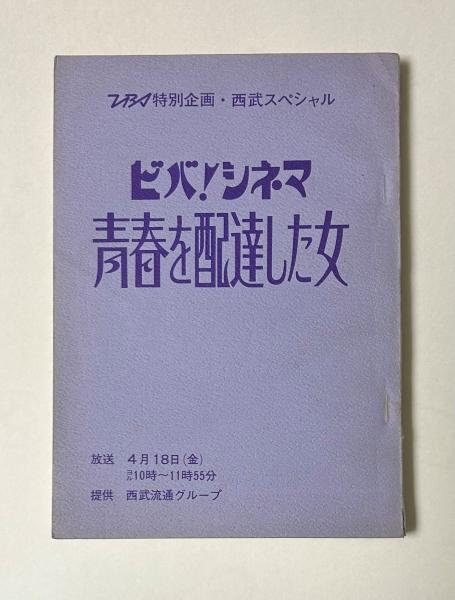 TBS特別企画・西武スペシャル
ビバ!シネマ
青春を配達した女
放送 4月18日(金)
ヨル10時〜11時55分
提供 西武流通グループ